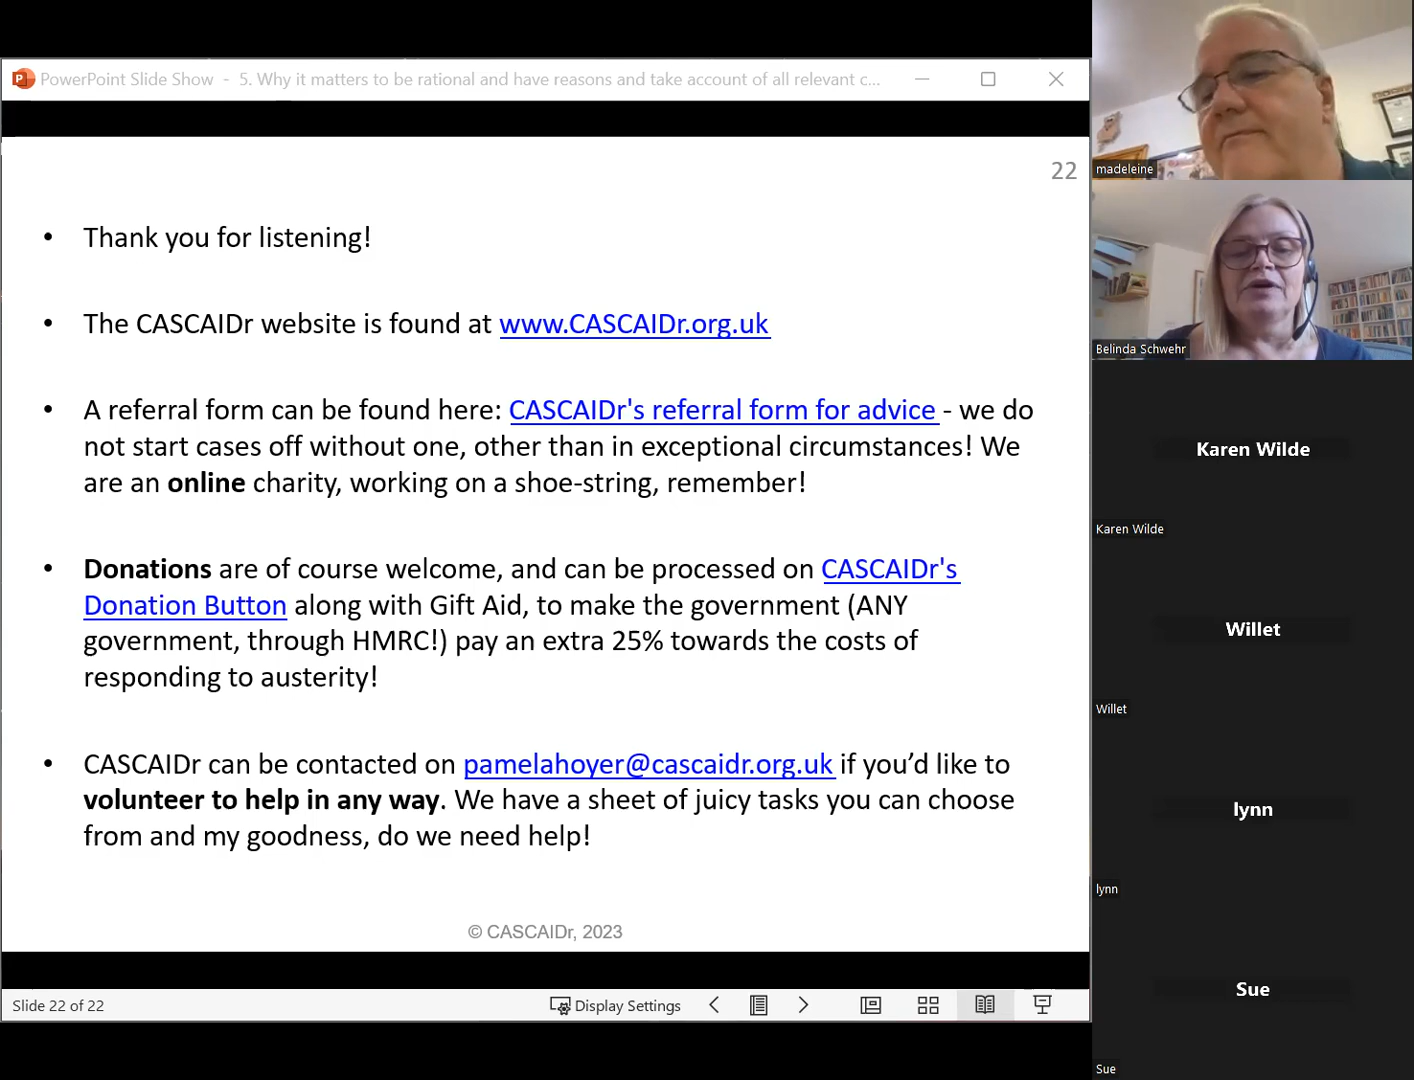 PowerPoint Slide Show - 5. Why it matters to be rational and have reasons and take account of all relevant c...
22
• Thank you for listening!
• The CASCAIDr website is found at www.CASCAIDr.org.uk
• A referral form can be found here: CASCAIDr's referral form for advice - we do
not start cases off without one, other than in exceptional circumstances! We
are an online charity, working on a shoe-string, remember!
• Donations are of course welcome, and can be processed on CASCAIDr's
Donation Button along with Gift Aid, to make the government (ANY
government, through HMRC!) pay an extra 25% towards the costs of
responding to austerity!
• CASCAIDr can be contacted on pamelahoyer@cascaidr.org.uk if you’d like to
volunteer to help in any way. We have a sheet of juicy tasks you can choose
from and my goodness, do we need help!
© CASCAIDr, 2023
Slide 22 of 22
Display Settings
madeleine
Belinda Schwehr
Karen Wilde
Karen Wilde
Willet
Willet
lynn
lynn
Sue
Sue